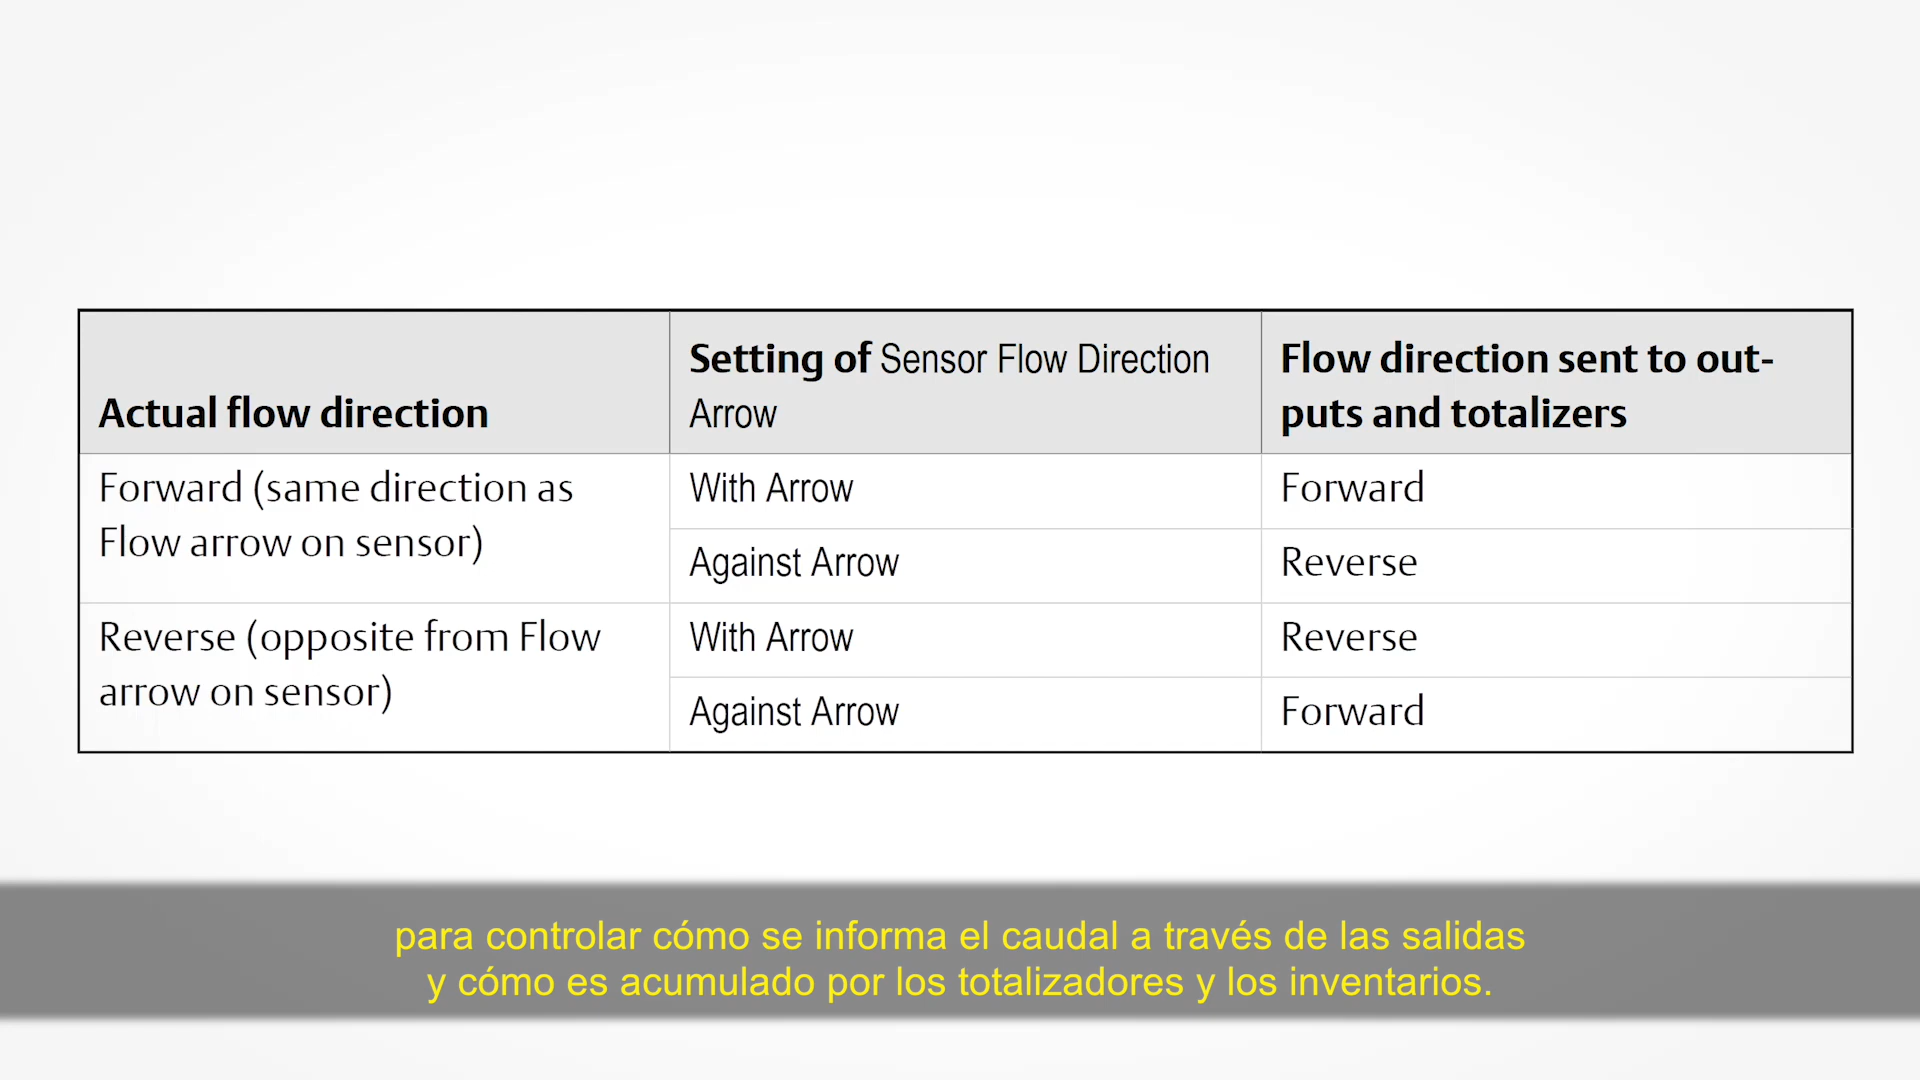 Actual flow direction
Setting of Sensor Flow Direction
Arrow
Flow direction sent to out-
puts and totalizers
Forward (same direction as
Flow arrow on sensor)
With Arrow
Forward
Against Arrow
Reverse
Reverse (opposite from Flow
arrow on sensor)
With Arrow
Reverse
Against Arrow
Forward
para controlar cómo se informa el caudal a través de las salidas
y cómo es acumulado por los totalizadores y los inventarios.